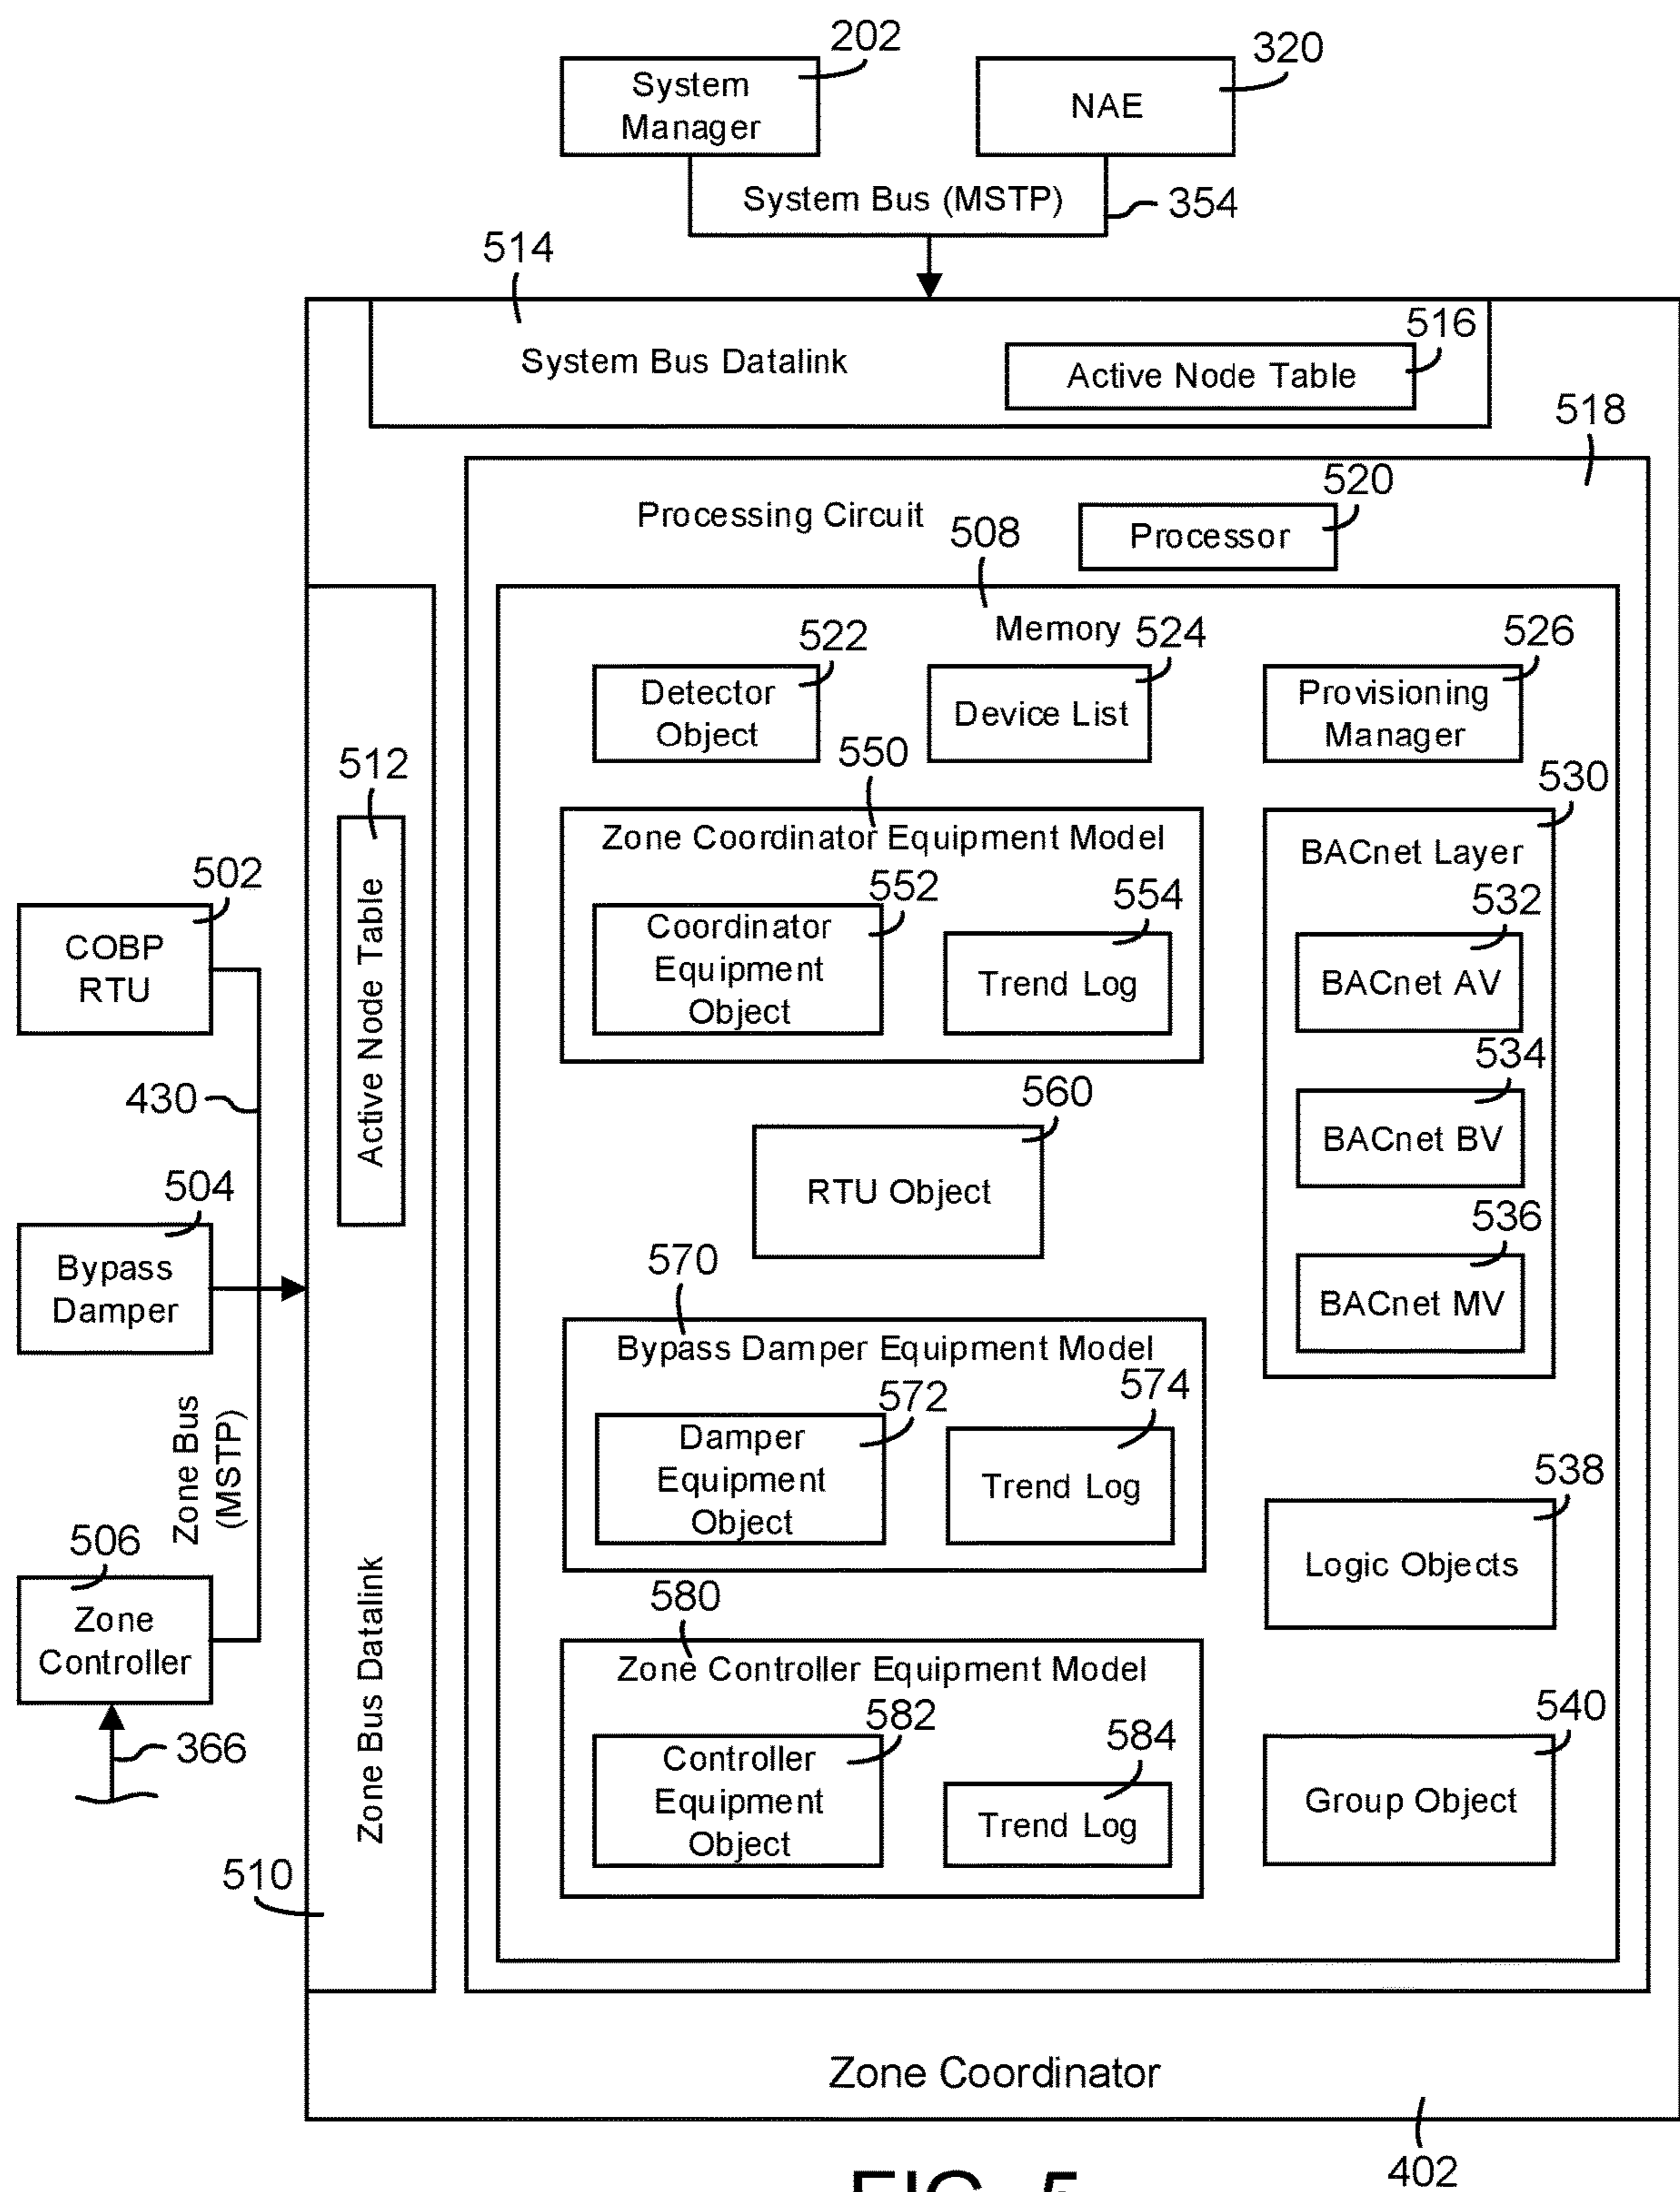 202
320
System
Manager
NAE
System Bus (MSTP)
354
514
516
System Bus Datalink
Active Node Table
518
520
Processing Circuit
508
Processor
Memory
522
524
526
Detector
Object
Device List
Provisioning
Manager
550
530
512
Zone Coordinator Equipment Model
BACnet Layer
502
552
554
532
COBP
RTU
Coordinator
Equipment
Object
Trend Log
BACnet AV
Active Node Table
534
430
560
BACnet BV
504
RTU Object
536
570
Bypass
Damper
BACnet MV
Bypass Damper Equipment Model
572
574
Zone Bus
(MSTP)
Damper
Equipment
Object
Trend Log
538
506
Logic Objects
580
Zone
Controller
Zone Controller Equipment Model
Zone Bus Datalink
582
584
540
366
Controller
Equipment
Object
Trend Log
Group Object
510
Zone Coordinator
402
FIG. 5